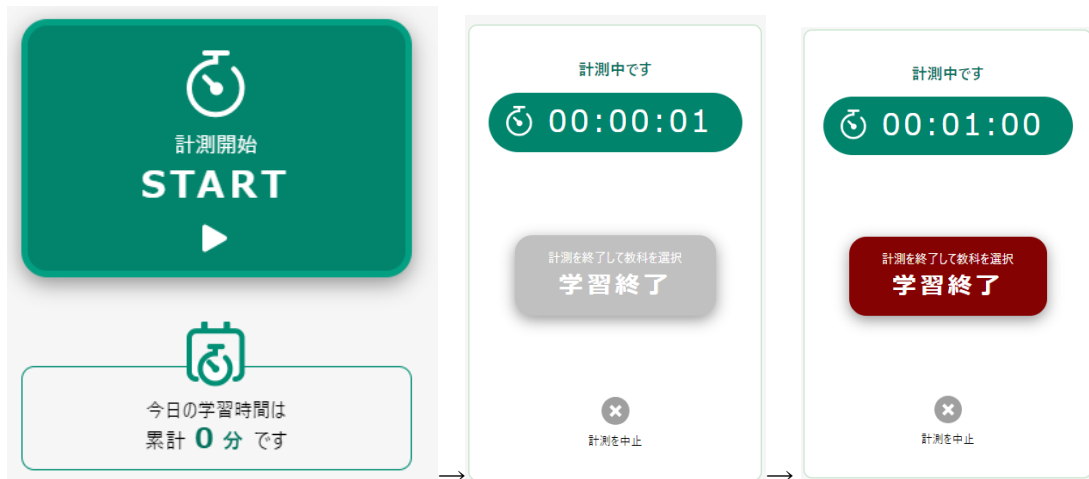 計測開始
START
今日の学習時間は
累計 0 分 です
→
計測中です
00:00:01
計測を終了して教科を選択
学習終了
計測を中止
→
計測中です
00:01:00
計測を終了して教科を選択
学習終了
計測を中止